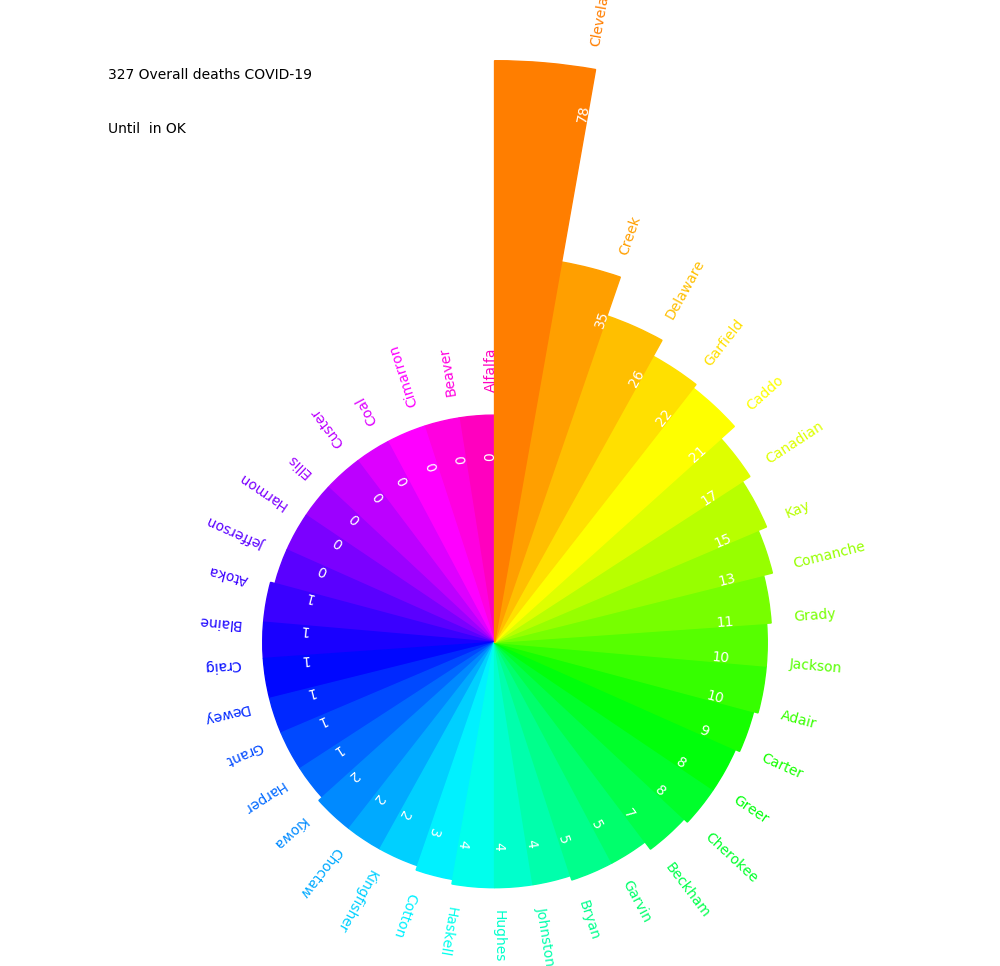 327 Overall deaths COVID-19
Until  in OK
Clevela
78
Creek
35
Delaware
26
Garfield
22
Caddo
21
Canadian
17
Kay
15
Comanche
13
Grady
11
Jackson
10
Adair
10
Carter
9
Greer
8
Cherokee
8
Beckham
7
Garvin
5
Bryan
5
Johnston
4
Hughes
4
Haskell
4
Cotton
3
Kingfisher
2
Choctaw
2
Kiowa
2
Harper
1
Grant
1
Dewey
1
Craig
1
Blaine
1
Atoka
1
Jefferson
0
Harmon
0
Ellis
0
Custer
0
Coal
0
Cimarron
0
Beaver
0
Alfalfa
0